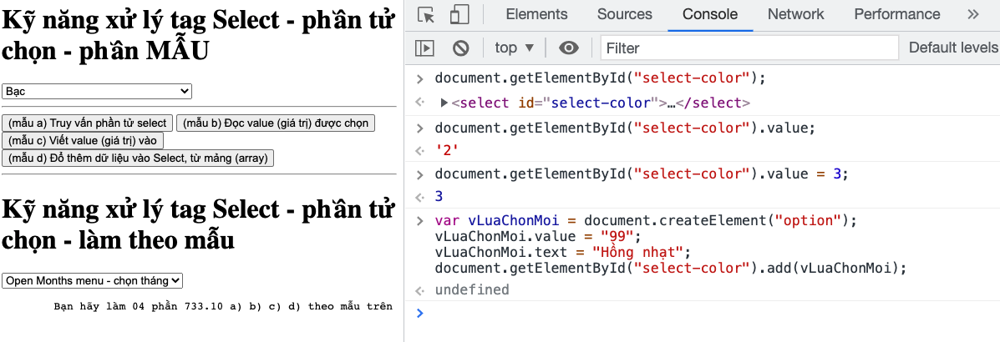 Kỹ năng xử lý tag Select - phần tử
chọn - phần MẪU
Bạc
(mẫu a) Truy vấn phần tử select
(mẫu b) Đọc value (giá trị) được chọn
(mẫu c) Viết value (giá trị) vào
(mẫu d) Đổ thêm dữ liệu vào Select, từ mảng (array)
Kỹ năng xử lý tag Select - phần tử
chọn - làm theo mẫu
Open Months menu - chọn tháng
Bạn hãy làm 04 phần 733.10 a) b) c) d) theo mẫu trên
Elements Sources Console Network Performance
top Filter Default levels
document.getElementById("select-color");
<select id="select-color">…</select>
document.getElementById("select-color").value;
'2'
document.getElementById("select-color").value = 3;
3
var vLuaChonMoi = document.createElement("option");
vLuaChonMoi.value = "99";
vLuaChonMoi.text = "Hồng nhạt";
document.getElementById("select-color").add(vLuaChonMoi);
undefined